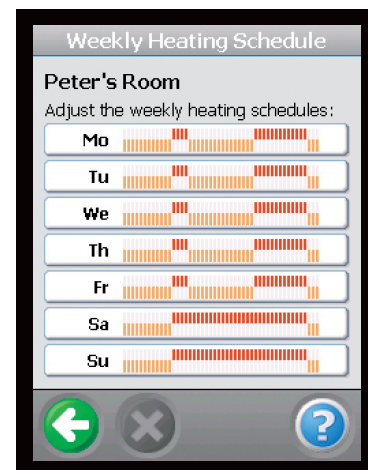 Weekly Heating Schedule
Peter's Room
Adjust the weekly heating schedules:
Mo
Tu
We
Th
Fr
Sa
Su
?